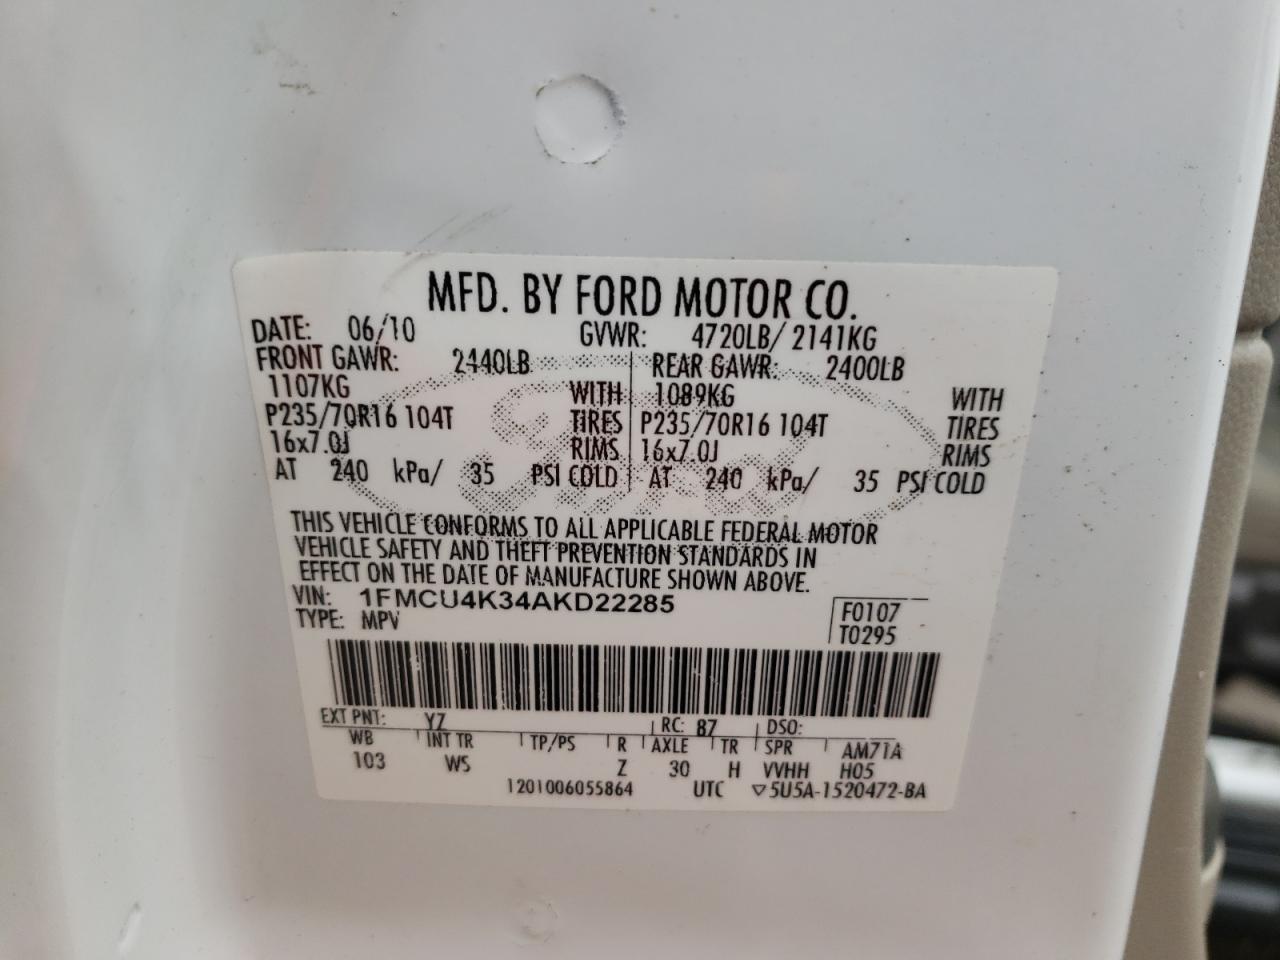 MFD. BY FORD MOTOR CO.
DATE: 06/10 GVWR: 4720LB/ 2141KG
FRONT GAWR: 2440LB REAR GAWR: 2400LB
1107KG WITH 1089KG WITH
P235/70R16 104T TIRES P235/70R16 104T TIRES
16x7.0J RIMS 16x7.0J RIMS
AT 240 kPa/ 35 PSI COLD AT 240 kPa/ 35 PSI COLD
THIS VEHICLE CONFORMS TO ALL APPLICABLE FEDERAL MOTOR
VEHICLE SAFETY AND THEFT PREVENTION STANDARDS IN
EFFECT ON THE DATE OF MANUFACTURE SHOWN ABOVE.
VIN: 1FMCU4K34AKD22285 F0107
TYPE: MPV T0295
EXT PNT: YZ RC: 87 DSO:
WB INT TR TP/PS R AXLE TR SPR AM71A
103 WS Z 30 H VVHH H05
1201006055864 UTC ▽5U5A-1520472-BA